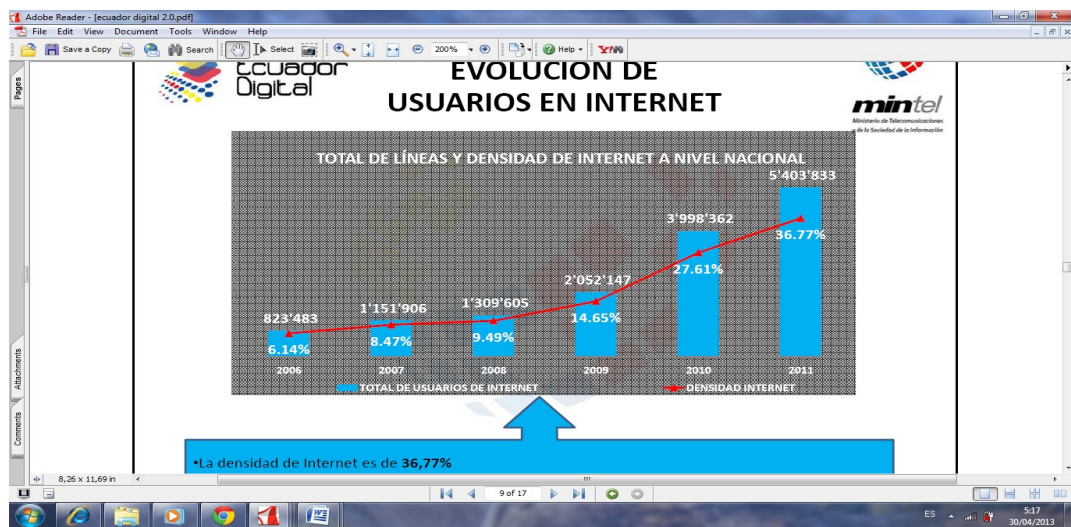 Adobe Reader - [ecuador digital 2.0.pdf]
File Edit View Document Tools Window Help
Save a Copy Search Select 200% Help Y!
Pages
Attachments
Comments
Ecuador
Digital
EVOLUCION DE
USUARIOS EN INTERNET
mintel
Ministerio de Telecomunicaciones
y de la Sociedad de la Información
TOTAL DE LÍNEAS Y DENSIDAD DE INTERNET A NIVEL NACIONAL
5'403'833
3'998'362
36.77%
27.61%
2'052'147
1'309'605
14.65%
1'151'906
823'483
9.49%
8.47%
6.14%
2006 2007 2008 2009 2010 2011
TOTAL DE USUARIOS DE INTERNET DENSIDAD INTERNET
•La densidad de Internet es de 36,77%
8,26 x 11,69 in
9 of 17
ES 5:17
30/04/2013